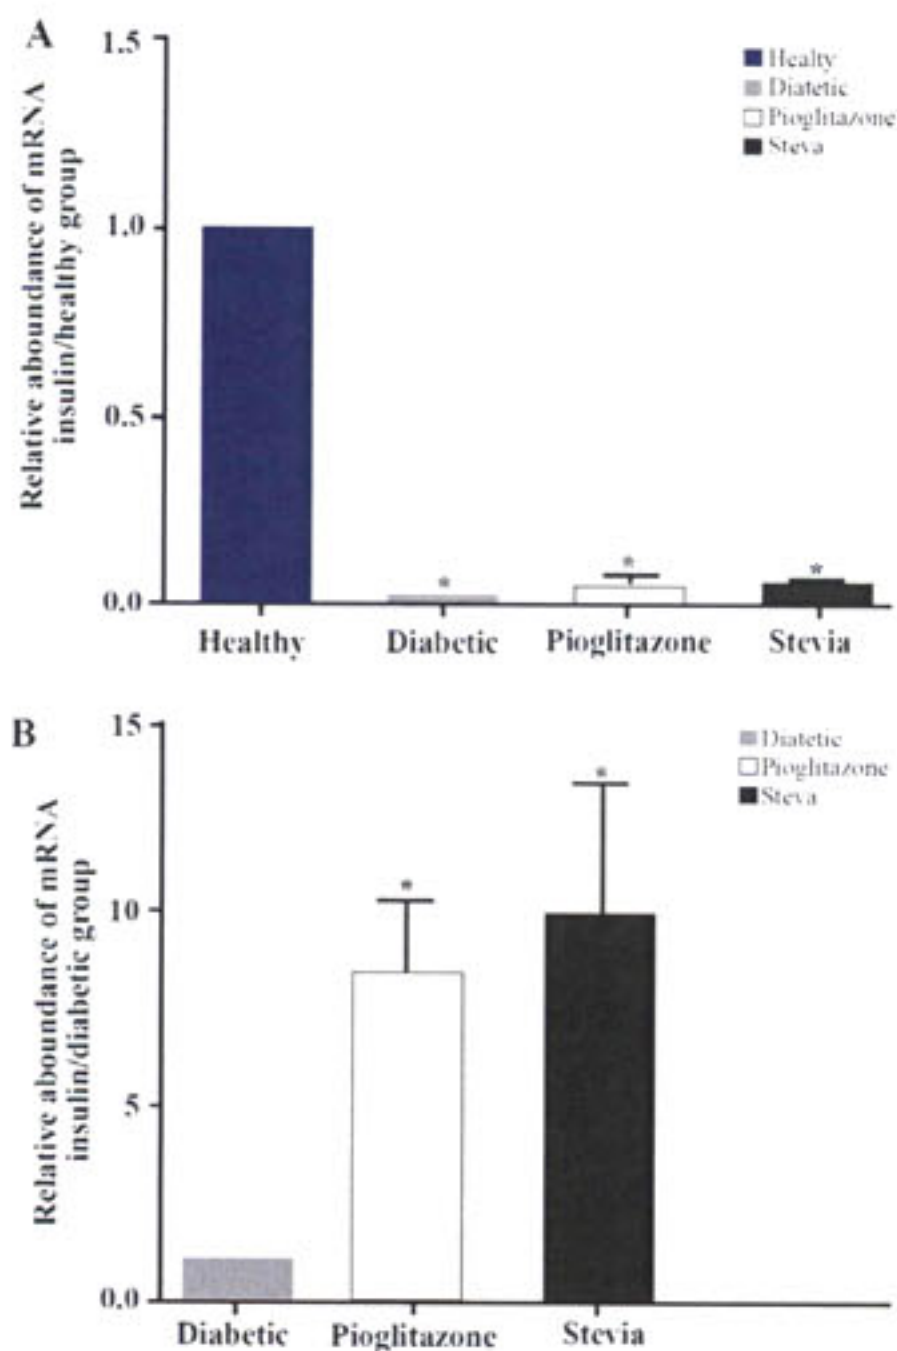 A
1.5
Healty
Diatetic
Pioglitazone
Steva
Relative aboundance of mRNA
insulin/healthy group
1.0
0.5
0.0
*
*
*
Healthy
Diabetic
Pioglitazone
Stevia
B
15
Diatetic
Pioglitazone
Steva
Relative aboundance of mRNA
insulin/diabetic group
*
*
10
5
0.0
Diabetic
Pioglitazone
Stevia